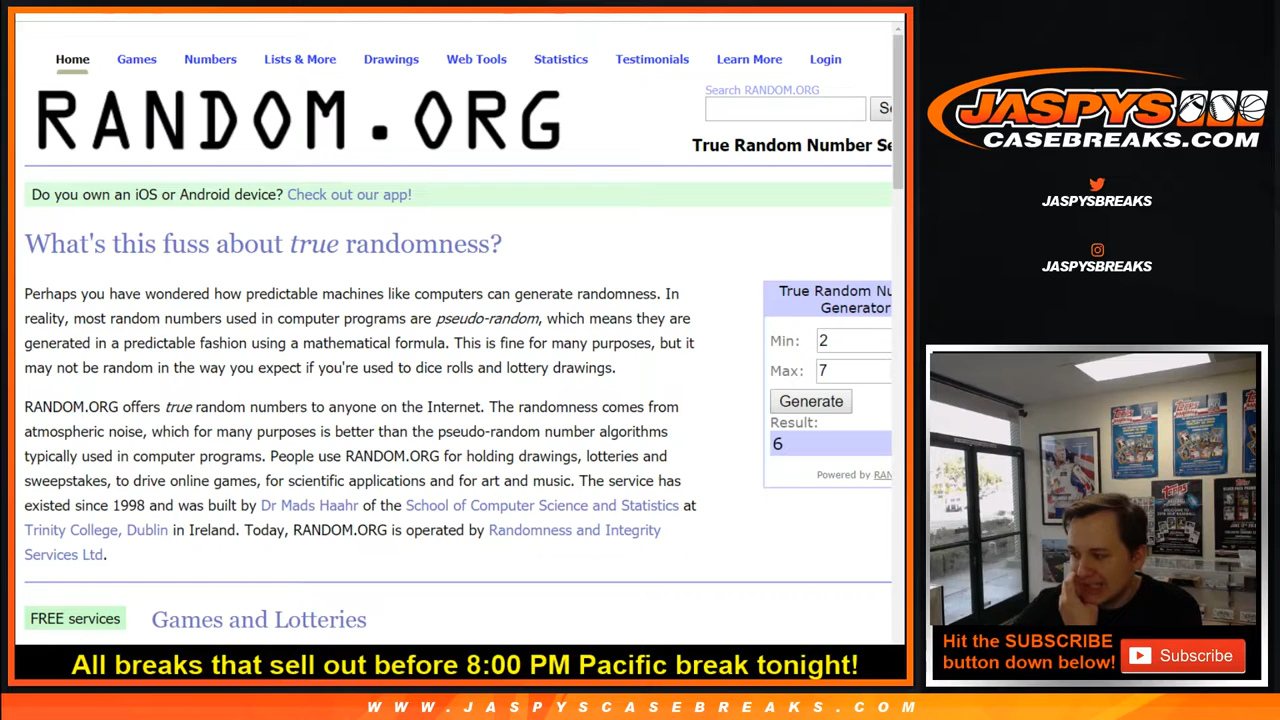 Home Games Numbers Lists & More Drawings Web Tools Statistics Testimonials Learn More Login
RANDOM.ORG
Search RANDOM.ORG
Se
True Random Number Se
Do you own an iOS or Android device? Check out our app!
What's this fuss about true randomness?
Perhaps you have wondered how predictable machines like computers can generate randomness. In
reality, most random numbers used in computer programs are pseudo-random, which means they are
generated in a predictable fashion using a mathematical formula. This is fine for many purposes, but it
may not be random in the way you expect if you're used to dice rolls and lottery drawings.
RANDOM.ORG offers true random numbers to anyone on the Internet. The randomness comes from
atmospheric noise, which for many purposes is better than the pseudo-random number algorithms
typically used in computer programs. People use RANDOM.ORG for holding drawings, lotteries and
sweepstakes, to drive online games, for scientific applications and for art and music. The service has
existed since 1998 and was built by Dr Mads Haahr of the School of Computer Science and Statistics at
Trinity College, Dublin in Ireland. Today, RANDOM.ORG is operated by Randomness and Integrity
Services Ltd.
True Random Nu
Generator
Min: 2
Max: 7
Generate
Result:
6
Powered by RAN
FREE services
Games and Lotteries
All breaks that sell out before 8:00 PM Pacific break tonight!
JASPYS
CASEBREAKS.COM
JASPYSBREAKS
JASPYSBREAKS
Topps
Topps
Topps
Hit the SUBSCRIBE
button down below!
Subscribe
WWW.JASPYSCASEBREAKS.COM